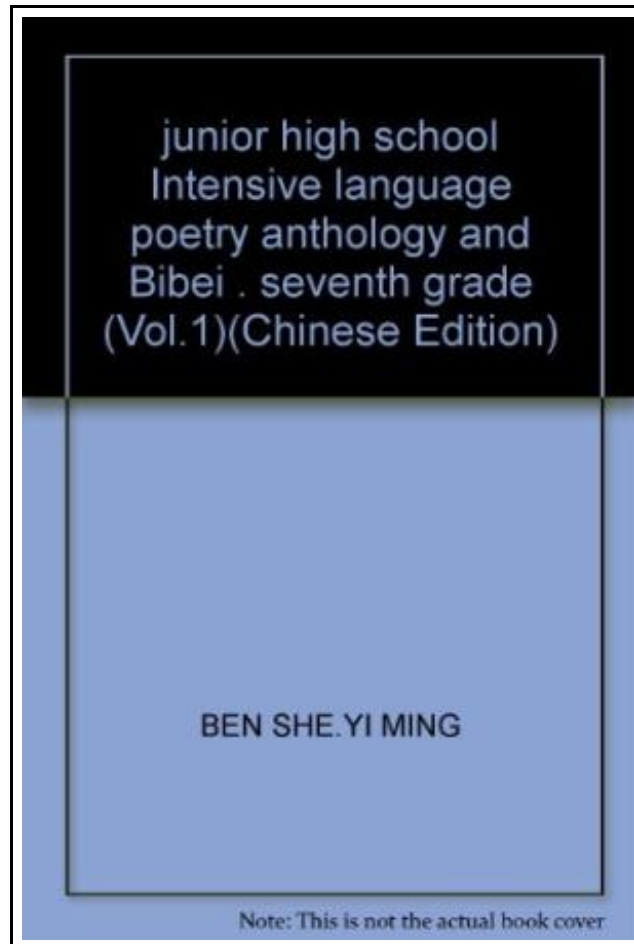 junior high school
Intensive language
poetry anthology and
Bibei . seventh grade
(Vol.1)(Chinese Edition)
BEN SHE.YI MING
Note: This is not the actual book cover